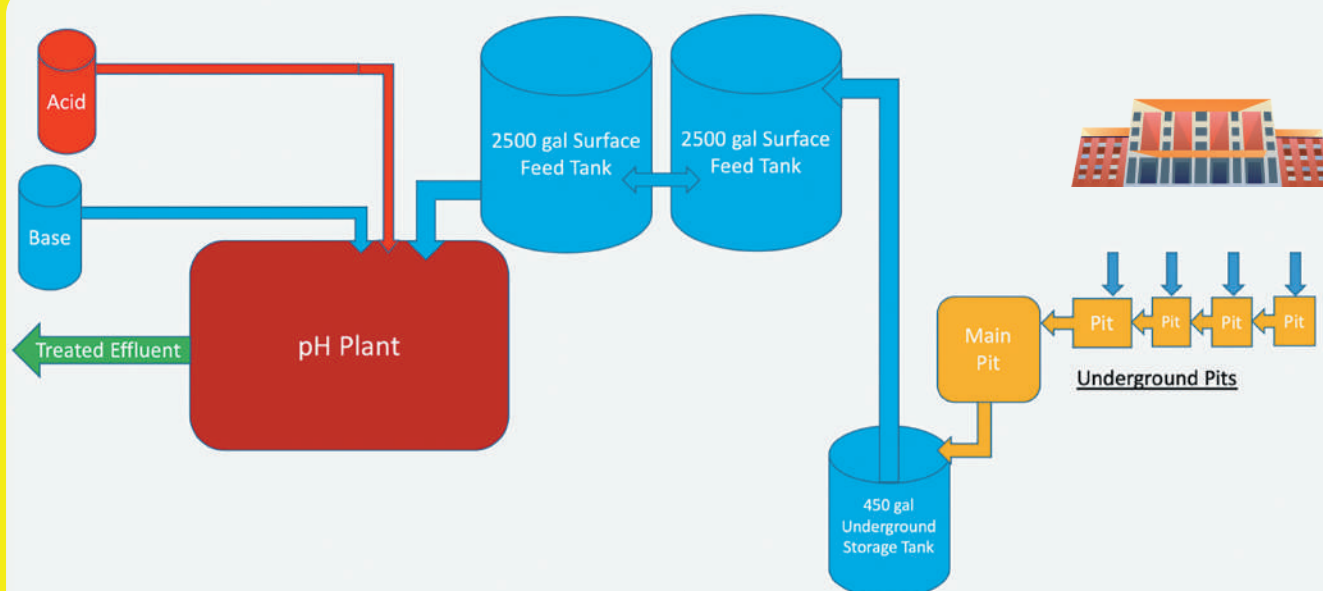 Acid
Base
2500 gal Surface
Feed Tank
2500 gal Surface
Feed Tank
pH Plant
Treated Effluent
Main
Pit
Pit
Pit
Pit
Pit
Underground Pits
450 gal
Underground
Storage Tank